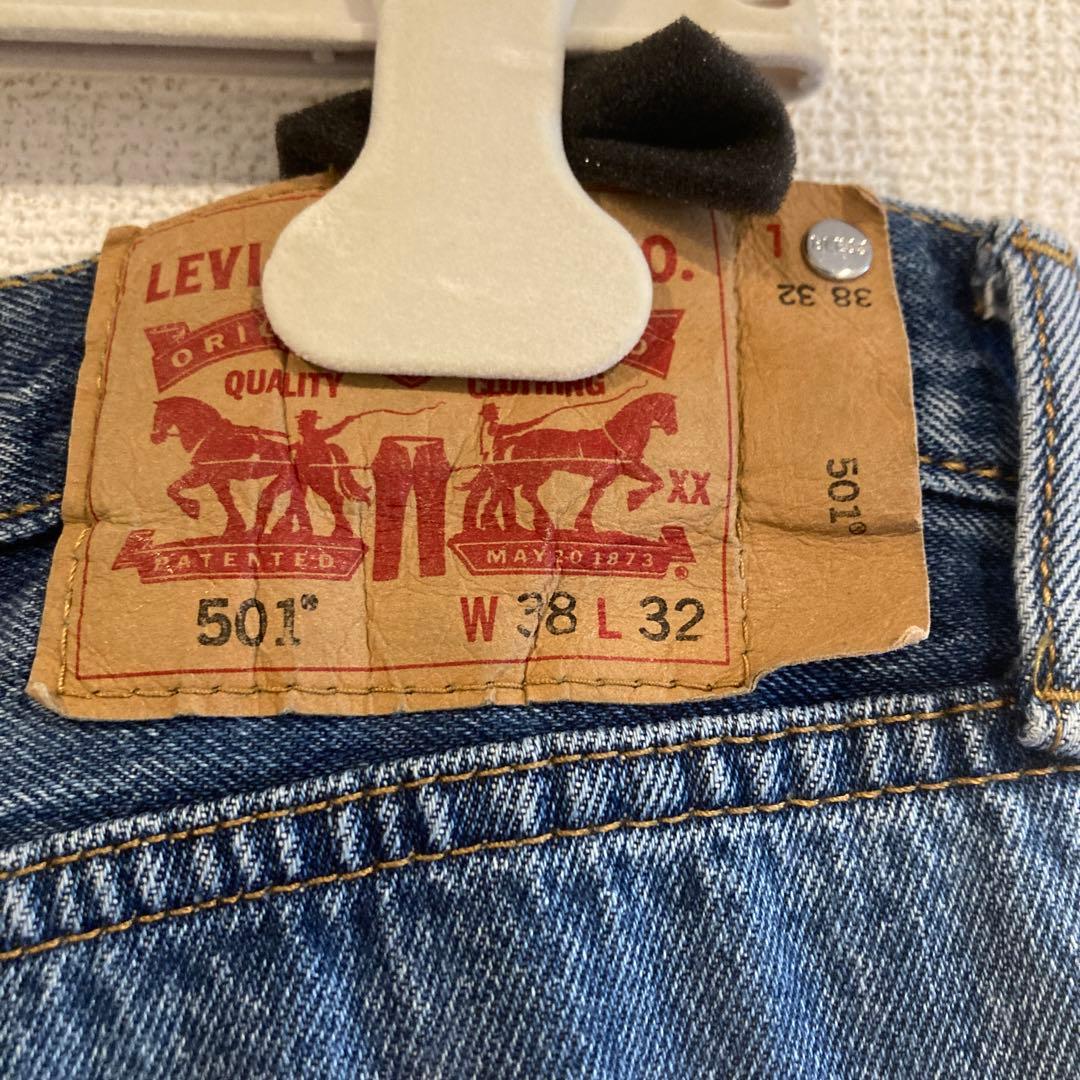 LEVI
O.
QUALITY CLOTHING
XX
PATENTED MAY 20 1873 ®
501® W 38 L 32
1
38 32
501®